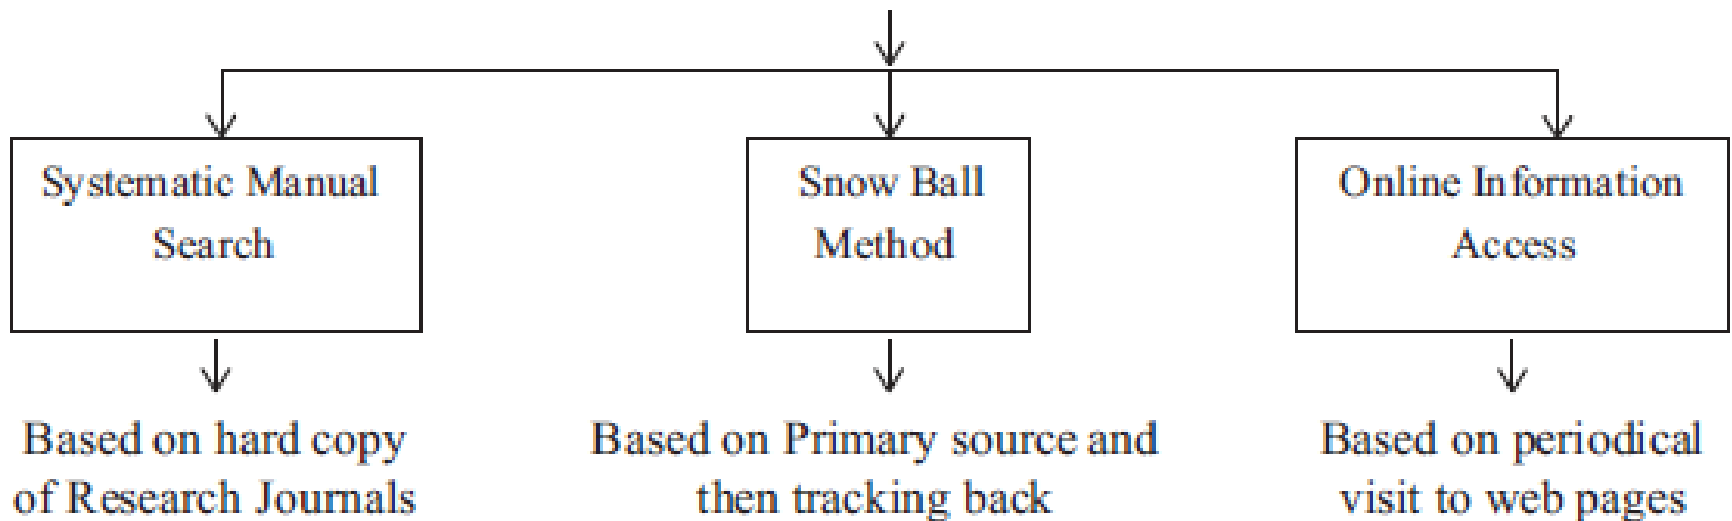 Systematic Manual
Search
Snow Ball
Method
Online Information
Access
Based on hard copy
of Research Journals
Based on Primary source and
then tracking back
Based on periodical
visit to web pages